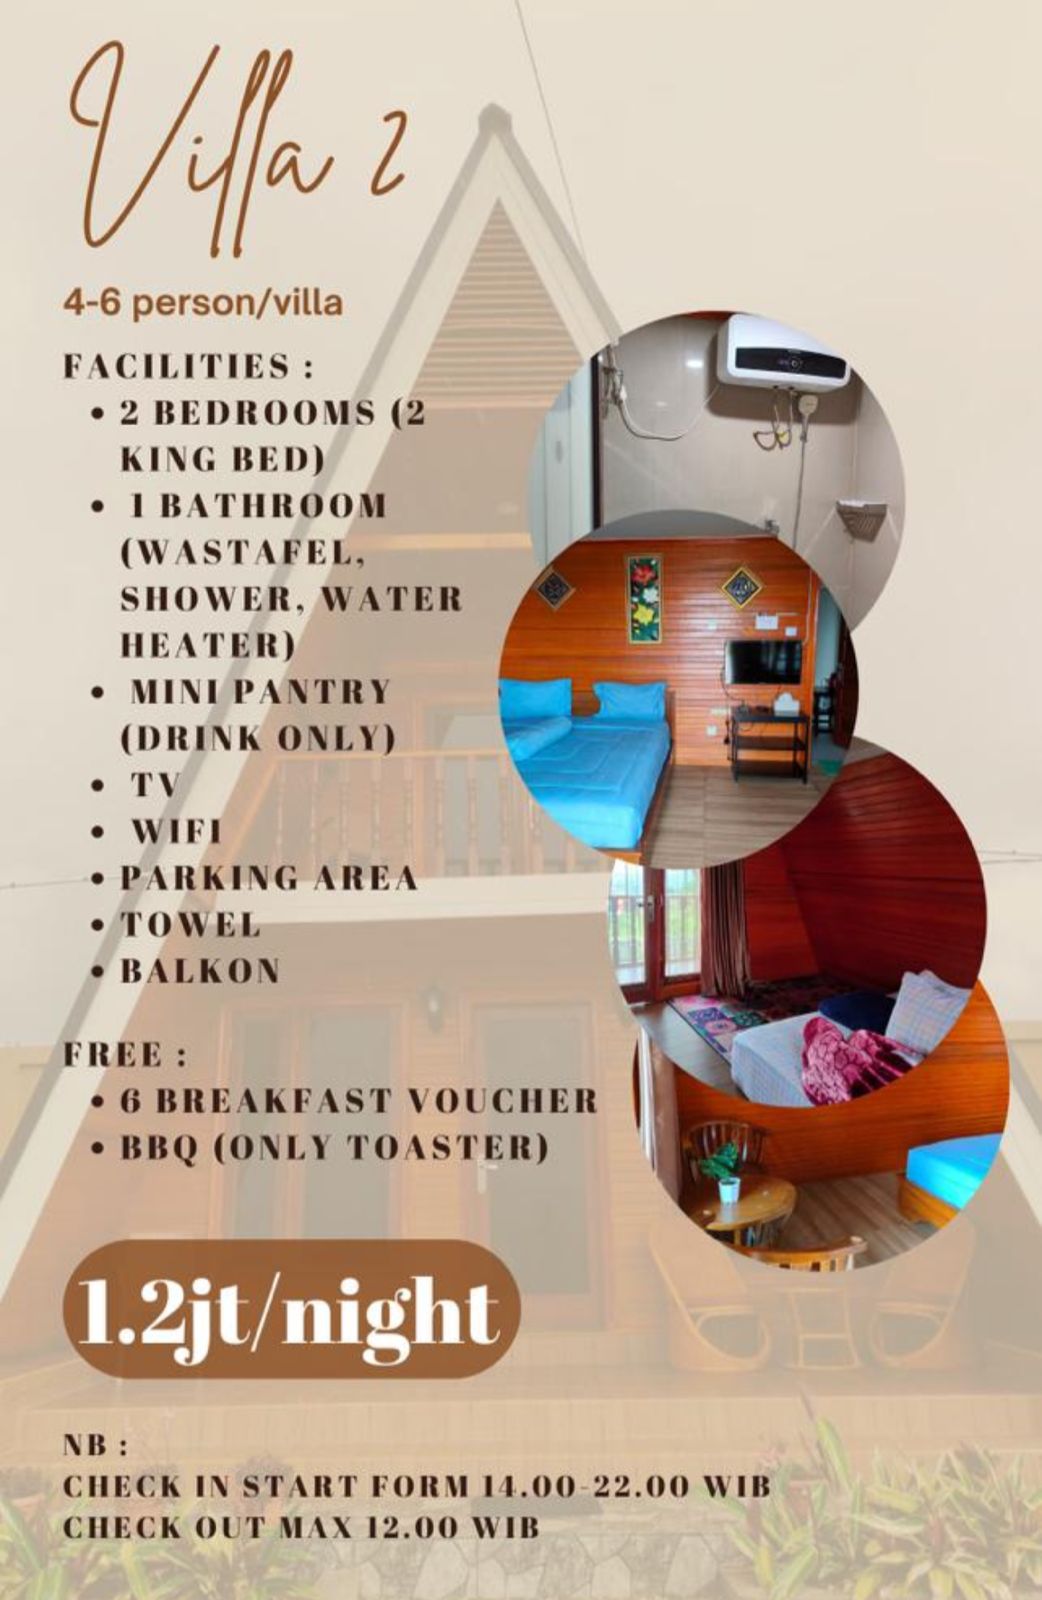 Villa 2
4-6 person/villa
FACILITIES :
• 2 BEDROOMS (2
KING BED)
• 1 BATHROOM
(WASTAFEL,
SHOWER, WATER
HEATER)
• MINI PANTRY
(DRINK ONLY)
• TV
• WIFI
• PARKING AREA
• TOWEL
• BALKON
FREE :
• 6 BREAKFAST VOUCHER
• BBQ (ONLY TOASTER)
1.2jt/night
NB :
CHECK IN START FORM 14.00-22.00 WIB
CHECK OUT MAX 12.00 WIB